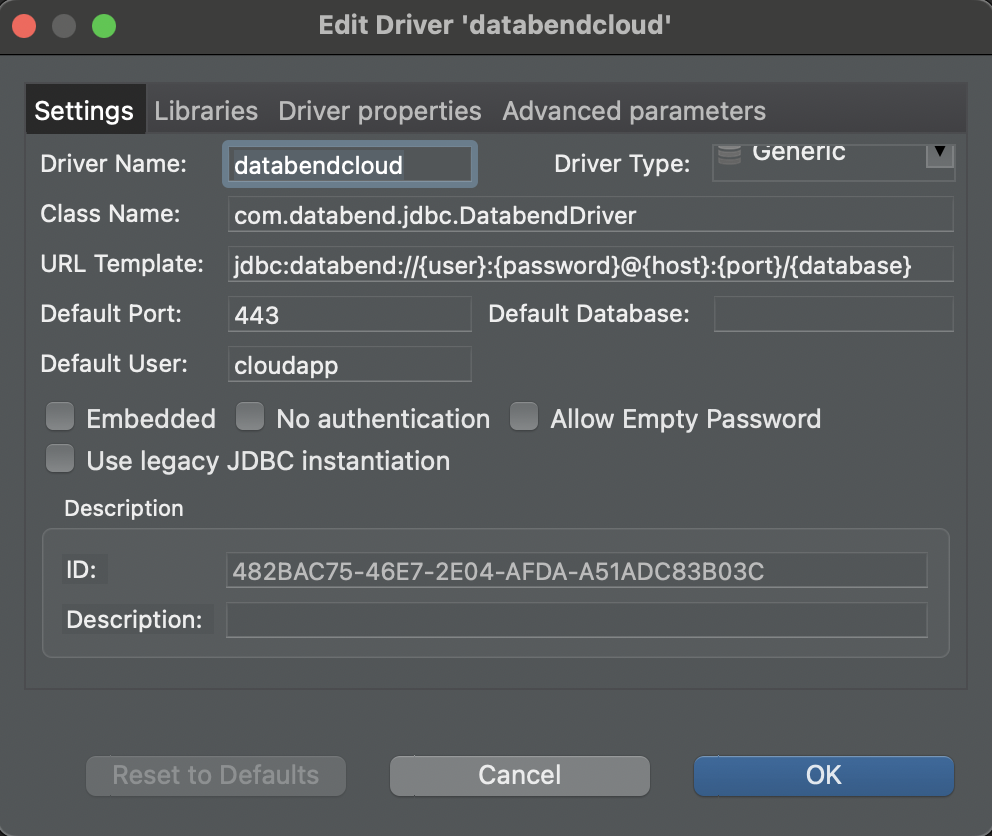 Edit Driver 'databendcloud'
Settings Libraries Driver properties Advanced parameters
Driver Name: databendcloud Driver Type: Generic
Class Name: com.databend.jdbc.DatabendDriver
URL Template: jdbc:databend://{user}:{password}@{host}:{port}/{database}
Default Port: 443 Default Database:
Default User: cloudapp
Embedded No authentication Allow Empty Password
Use legacy JDBC instantiation
Description
ID: 482BAC75-46E7-2E04-AFDA-A51ADC83B03C
Description:
Reset to Defaults Cancel OK